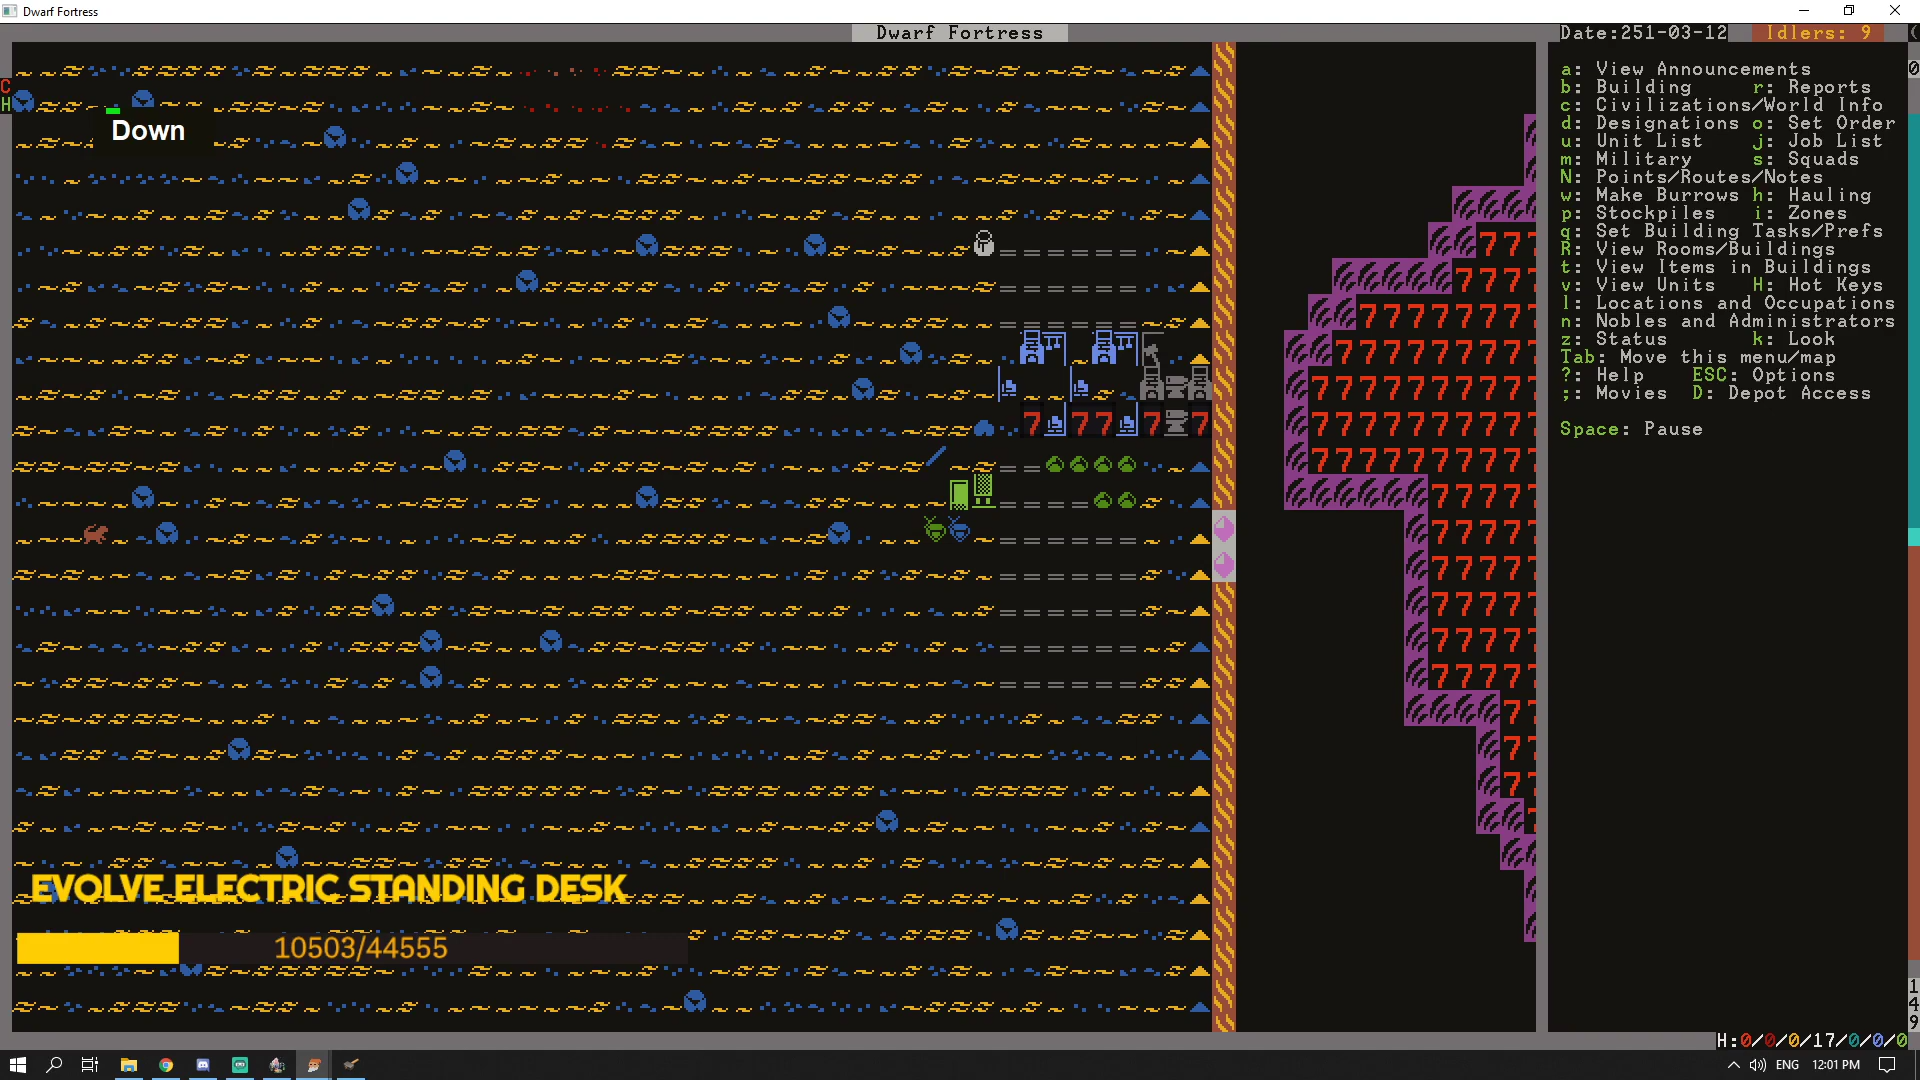 Dwarf Fortress
Dwarf Fortress
Date:251-03-12 Idlers: 9
a: View Announcements
b: Building r: Reports
c: Civilizations/World Info
d: Designations o: Set Order
u: Unit List j: Job List
m: Military s: Squads
N: Points/Routes/Notes
w: Make Burrows h: Hauling
p: Stockpiles i: Zones
q: Set Building Tasks/Prefs
R: View Rooms/Buildings
t: View Items in Buildings
v: View Units H: Hot Keys
l: Locations and Occupations
n: Nobles and Administrators
z: Status k: Look
Tab: Move this menu/map
?: Help ESC: Options
;: Movies D: Depot Access
Space: Pause
C
H
Down
EVOLVE ELECTRIC STANDING DESK
10503/44555
0
149
H:0/0/0/17/0/0/0
ENG 12:01 PM